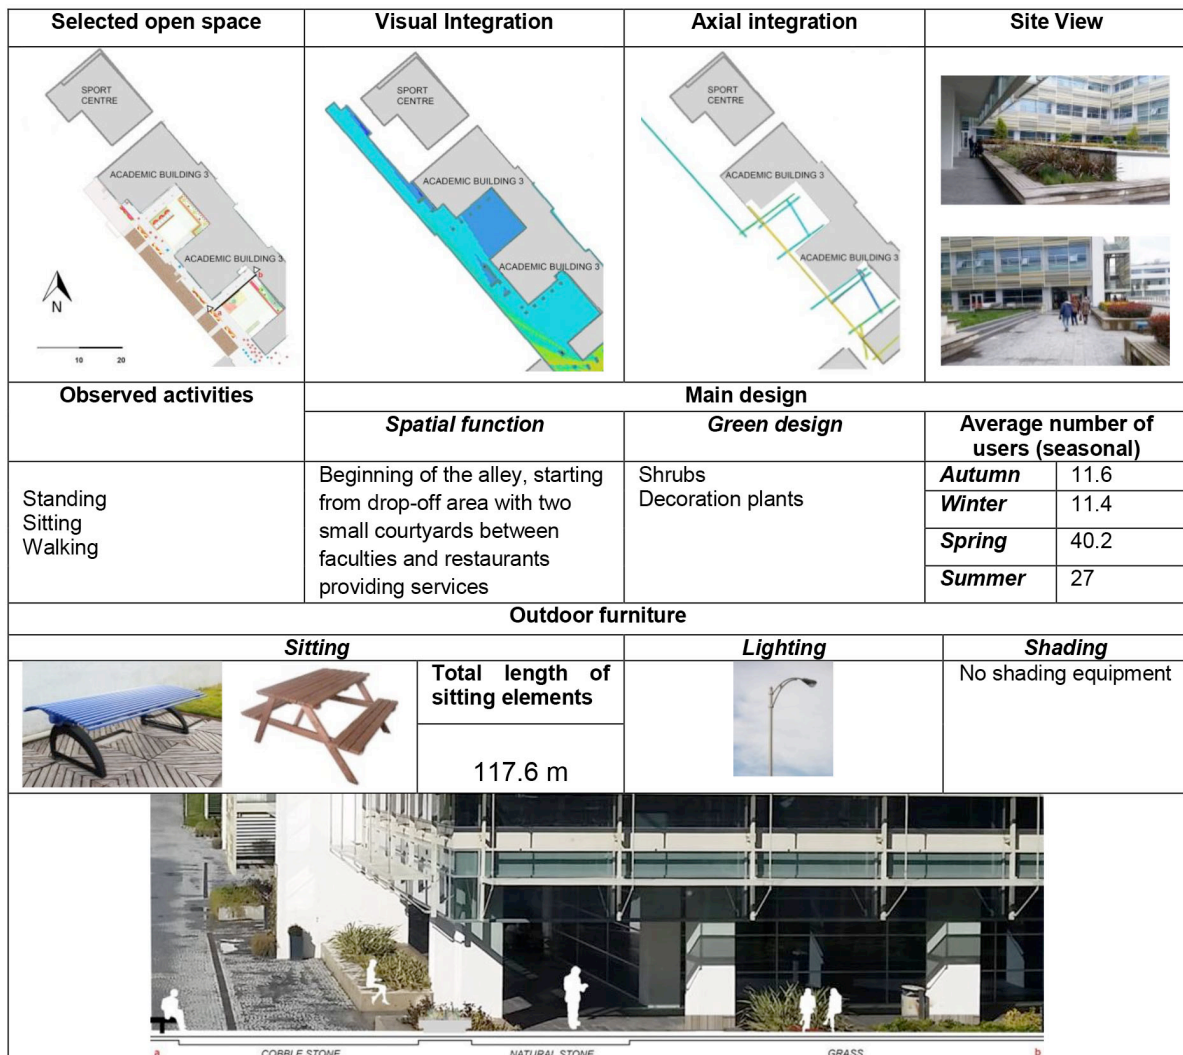 Selected open space
Visual Integration
Axial integration
Site View
SPORT
CENTRE
ACADEMIC BUILDING 3
ACADEMIC BUILDING 3
b
a
N
10
20
SPORT
CENTRE
ACADEMIC BUILDING 3
ACADEMIC BUILDING 3
SPORT
CENTRE
ACADEMIC BUILDING 3
ACADEMIC BUILDING 3
Observed activities
Main design
Spatial function
Green design
Average number of
users (seasonal)
Standing
Sitting
Walking
Beginning of the alley, starting
from drop-off area with two
small courtyards between
faculties and restaurants
providing services
Shrubs
Decoration plants
Autumn 11.6
Winter 11.4
Spring 40.2
Summer 27
Outdoor furniture
Sitting
Lighting
Shading
Total length of
sitting elements
117.6 m
No shading equipment
a
COBBLE STONE
NATURAL STONE
GRASS
b